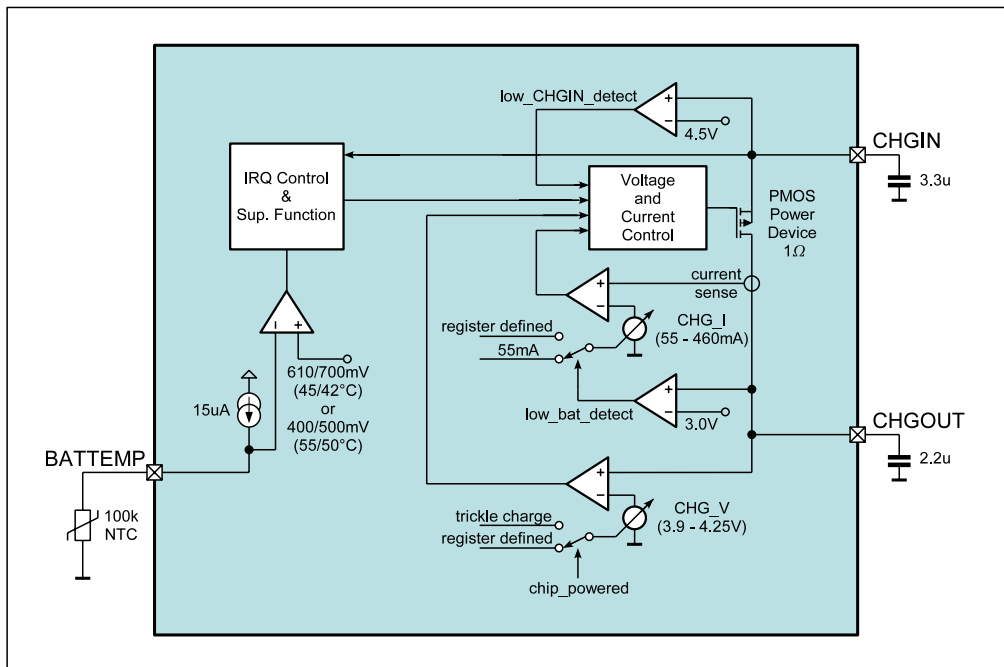 low_CHGIN_detect
+
−
4.5V
CHGIN
3.3u
IRQ Control
&
Sup. Function
Voltage
and
Current
Control
PMOS
Power
Device
1Ω
current
sense
+
−
CHG_I
(55 - 460mA)
register defined
55mA
−
+
610/700mV
(45/42°C)
or
400/500mV
(55/50°C)
15uA
low_bat_detect
+
−
3.0V
CHGOUT
2.2u
BATTEMP
100k
NTC
+
−
CHG_V
(3.9 - 4.25V)
trickle charge
register defined
chip_powered